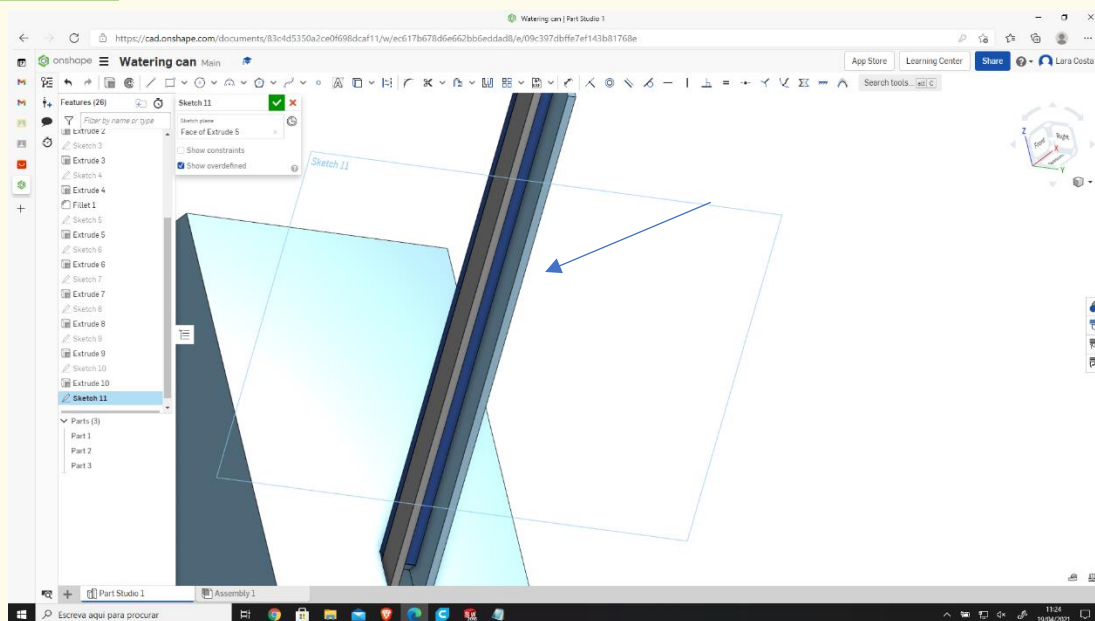 Watering can | Part Studio 1
https://cad.onshape.com/documents/83c4d5350a2ce0f698dcaf11/w/ec617b678d6e662bb6eddad8/e/09c397dbffe7ef143b81768e
onshape Watering can Main
App Store Learning Center Share Lara Costa
Search tools... alt C
Features (26)
Filter by name or type
Extrude 2
Sketch 3
Extrude 3
Sketch 4
Extrude 4
Fillet 1
Sketch 5
Extrude 5
Sketch 6
Extrude 6
Sketch 7
Extrude 7
Sketch 8
Extrude 8
Sketch 9
Extrude 9
Sketch 10
Extrude 10
Sketch 11
Parts (3)
Part 1
Part 2
Part 3
Sketch 11
Sketch plane
Face of Extrude 5
Show constraints
Show overdefined
Sketch 11
Z
Front
Right
X
Y
Part Studio 1
Assembly 1
Escreva aqui para procurar
11:24
19/04/2021